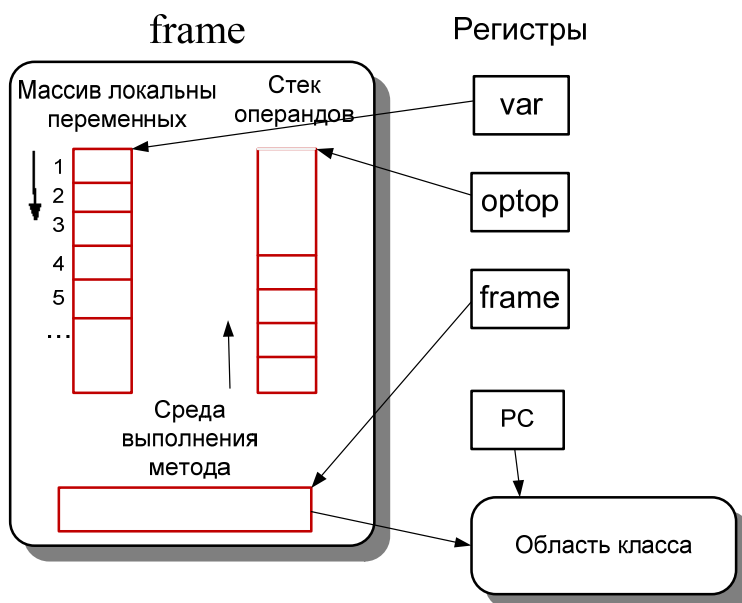 frame
Регистры
Массив локальны
переменных
Стек
операндов
var
optop
frame
PC
1
2
3
4
5
...
Среда
выполнения
метода
Область класса